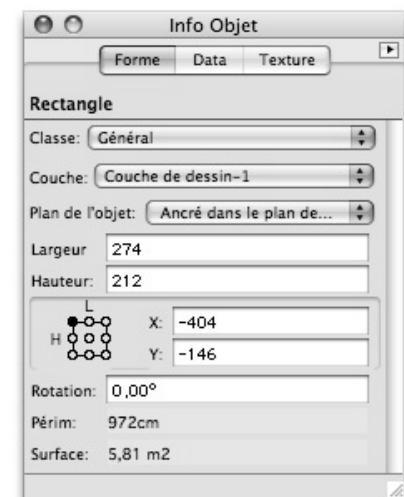 Info Objet
Forme Data Texture
Rectangle
Classe: Général
Couche: Couche de dessin-1
Plan de l'objet: Ancré dans le plan de...
Largeur 274
Hauteur: 212
L
H
X: -404
Y: -146
Rotation: 0,00°
Périm: 972cm
Surface: 5,81 m2